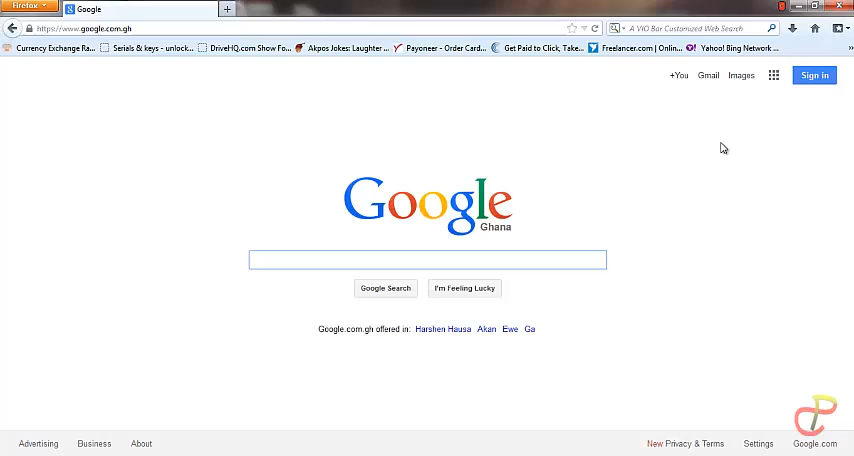 Firefox
Google
https://www.google.com.gh
A VIO Bar Customized Web Search
Currency Exchange Ra...
Serials & keys - unlock...
DriveHQ.com Show Fo...
Akpos Jokes: Laughter ...
Payoneer - Order Card...
Get Paid to Click, Take...
Freelancer.com | Onlin...
Yahoo! Bing Network ...
+You
Gmail
Images
Sign in
Google
Ghana
Google Search
I'm Feeling Lucky
Google.com.gh offered in: Harshen Hausa Akan Ewe Ga
Advertising
Business
About
New Privacy & Terms
Settings
Google.com